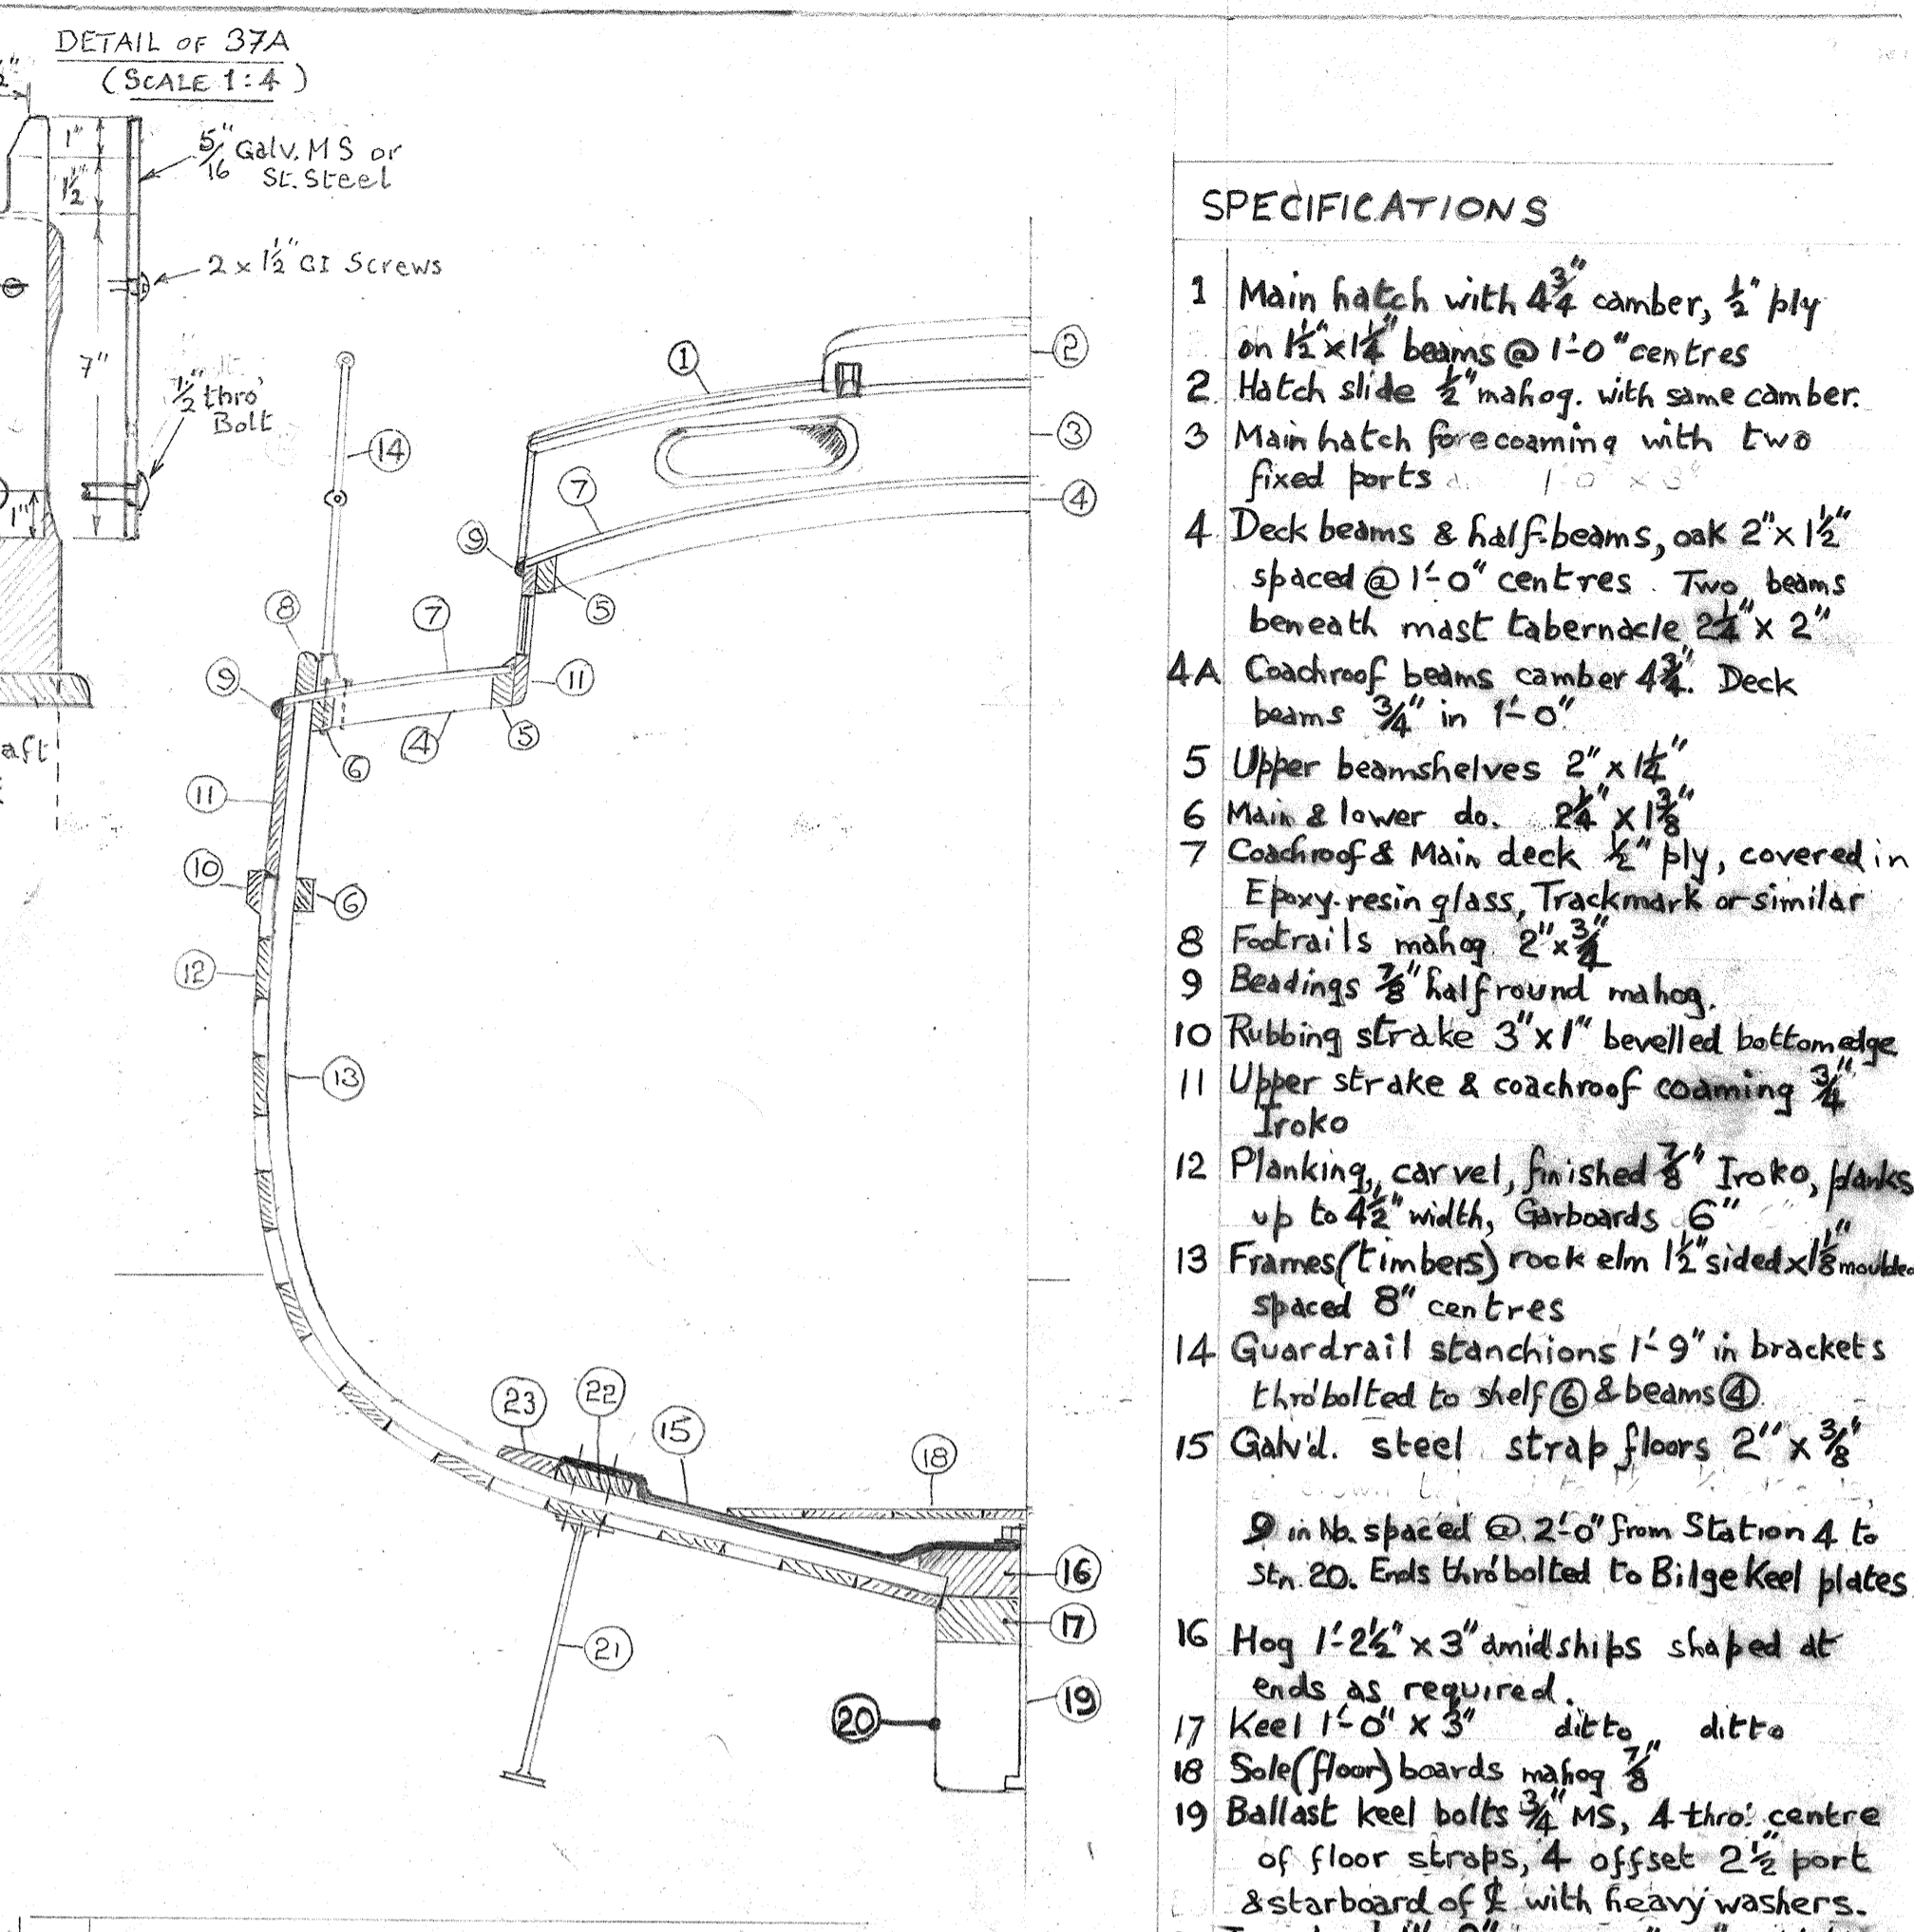 DETAIL OF 37A
(SCALE 1:4)
1"
1½"
7"
1"
5/16" Galv. MS or
St. Steel
2 x 1½" GI Screws
½" thro'
Bolt
aft
1
2
3
4
7
9
5
14
8
7
9
11
5
4
6
11
10
6
12
13
23
22
15
18
16
17
21
20
19
SPECIFICATIONS
1 Main hatch with 4¾" camber, ½" ply
on 1½" x 1¼" beams @ 1'-0" centres
2 Hatch slide ½" mahog. with same camber.
3 Main hatch forecoaming with two
fixed ports
4 Deck beams & half-beams, oak 2" x 1½"
spaced @ 1'-0" centres. Two beams
beneath mast tabernacle 2¼" x 2"
4A Coachroof beams camber 4¾". Deck
beams ¾" in 1'-0"
5 Upper beamshelves 2" x 1¼"
6 Main & lower do. 2¼" x 1⅜"
7 Coachroof & Main deck ½" ply, covered in
Epoxy-resin glass, Trackmark or similar
8 Footrails mahog. 2" x ¾"
9 Beadings ⅞" half round mahog.
10 Rubbing strake 3" x 1" bevelled bottom edge
11 Upper strake & coachroof coaming ¾"
Iroko
12 Planking, carvel, finished ⅞" Iroko, planks
up to 4½" width, Garboards 6"
13 Frames (timbers) rock elm 1½" sided x 1⅛" moulded
spaced 8" centres
14 Guardrail stanchions 1'-9" in brackets
thro' bolted to shelf ⑥ & beams ④
15 Galv'd. steel strap floors 2" x ⅜"
9 in No. spaced @ 2'-0" from Station 4 to
Stn. 20. Ends thro' bolted to Bilge Keel plates
16 Hog 1'-2½" x 3" amidships shaped at
ends as required.
17 Keel 1'-0" x 3" ditto ditto
18 Sole (floor) boards mahog ⅞"
19 Ballast keel bolts ¾" MS, 4 thro' centre
of floor straps, 4 offset 2½" port
& starboard of ℄ with heavy washers.